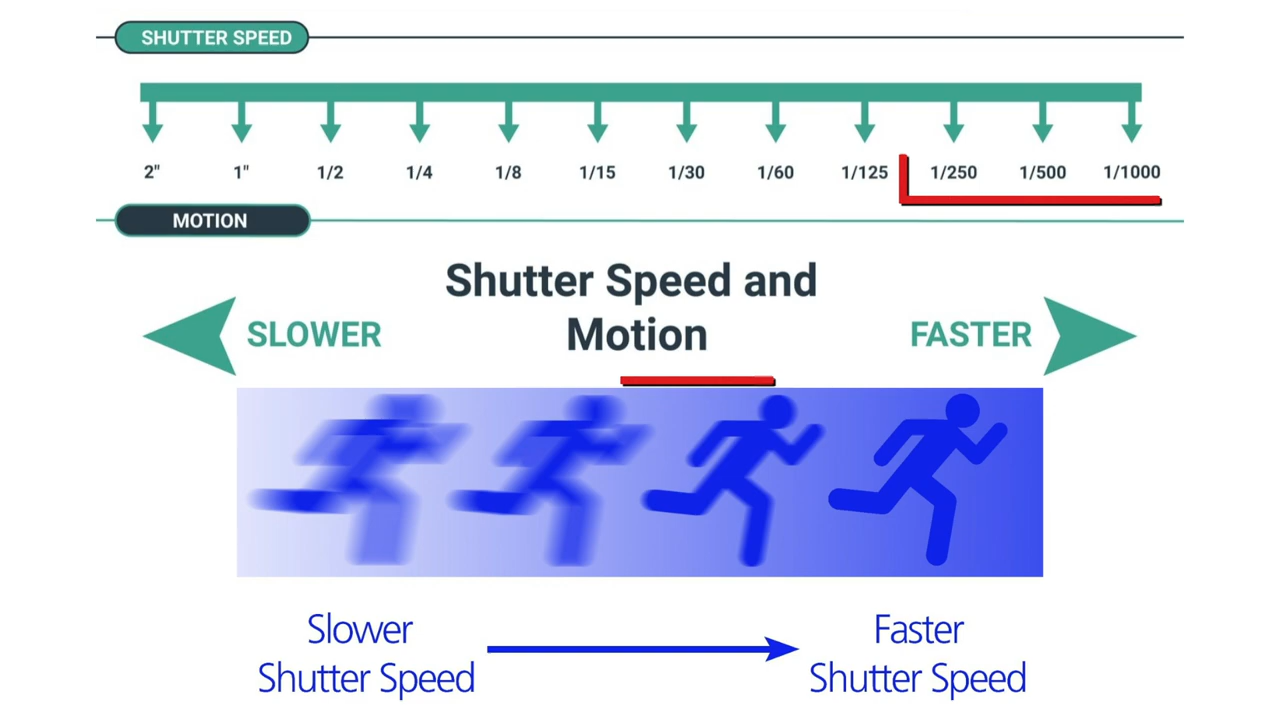 SHUTTER SPEED
2" 1" 1/2 1/4 1/8 1/15 1/30 1/60 1/125 1/250 1/500 1/1000
MOTION
Shutter Speed and
Motion
SLOWER
FASTER
Slower
Shutter Speed
Faster
Shutter Speed